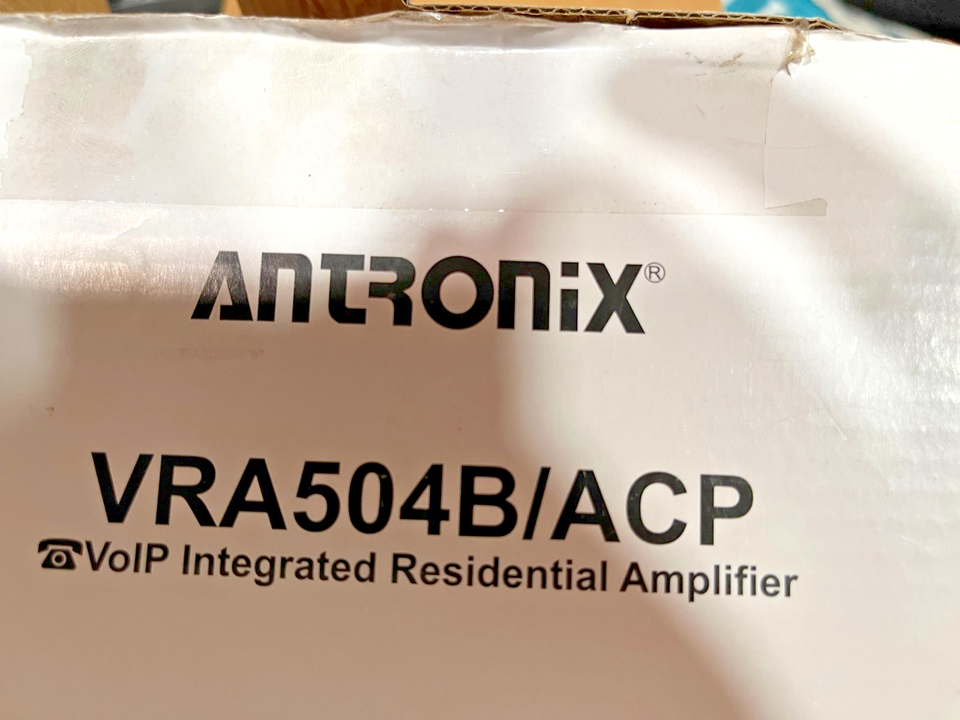 ANTRONIX®
VRA504B/ACP
☎VoIP Integrated Residential Amplifier